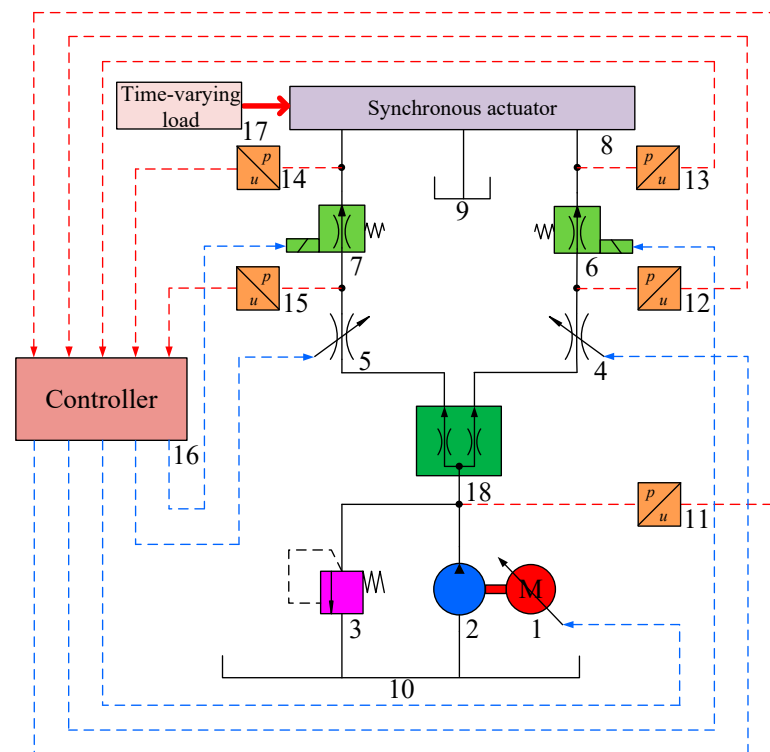 Time-varying
load
17
Synchronous actuator
8
p
u
14
p
u
13
9
7
6
p
u
15
p
u
12
5
4
Controller
16
18
p
u
11
M
3
2
1
10